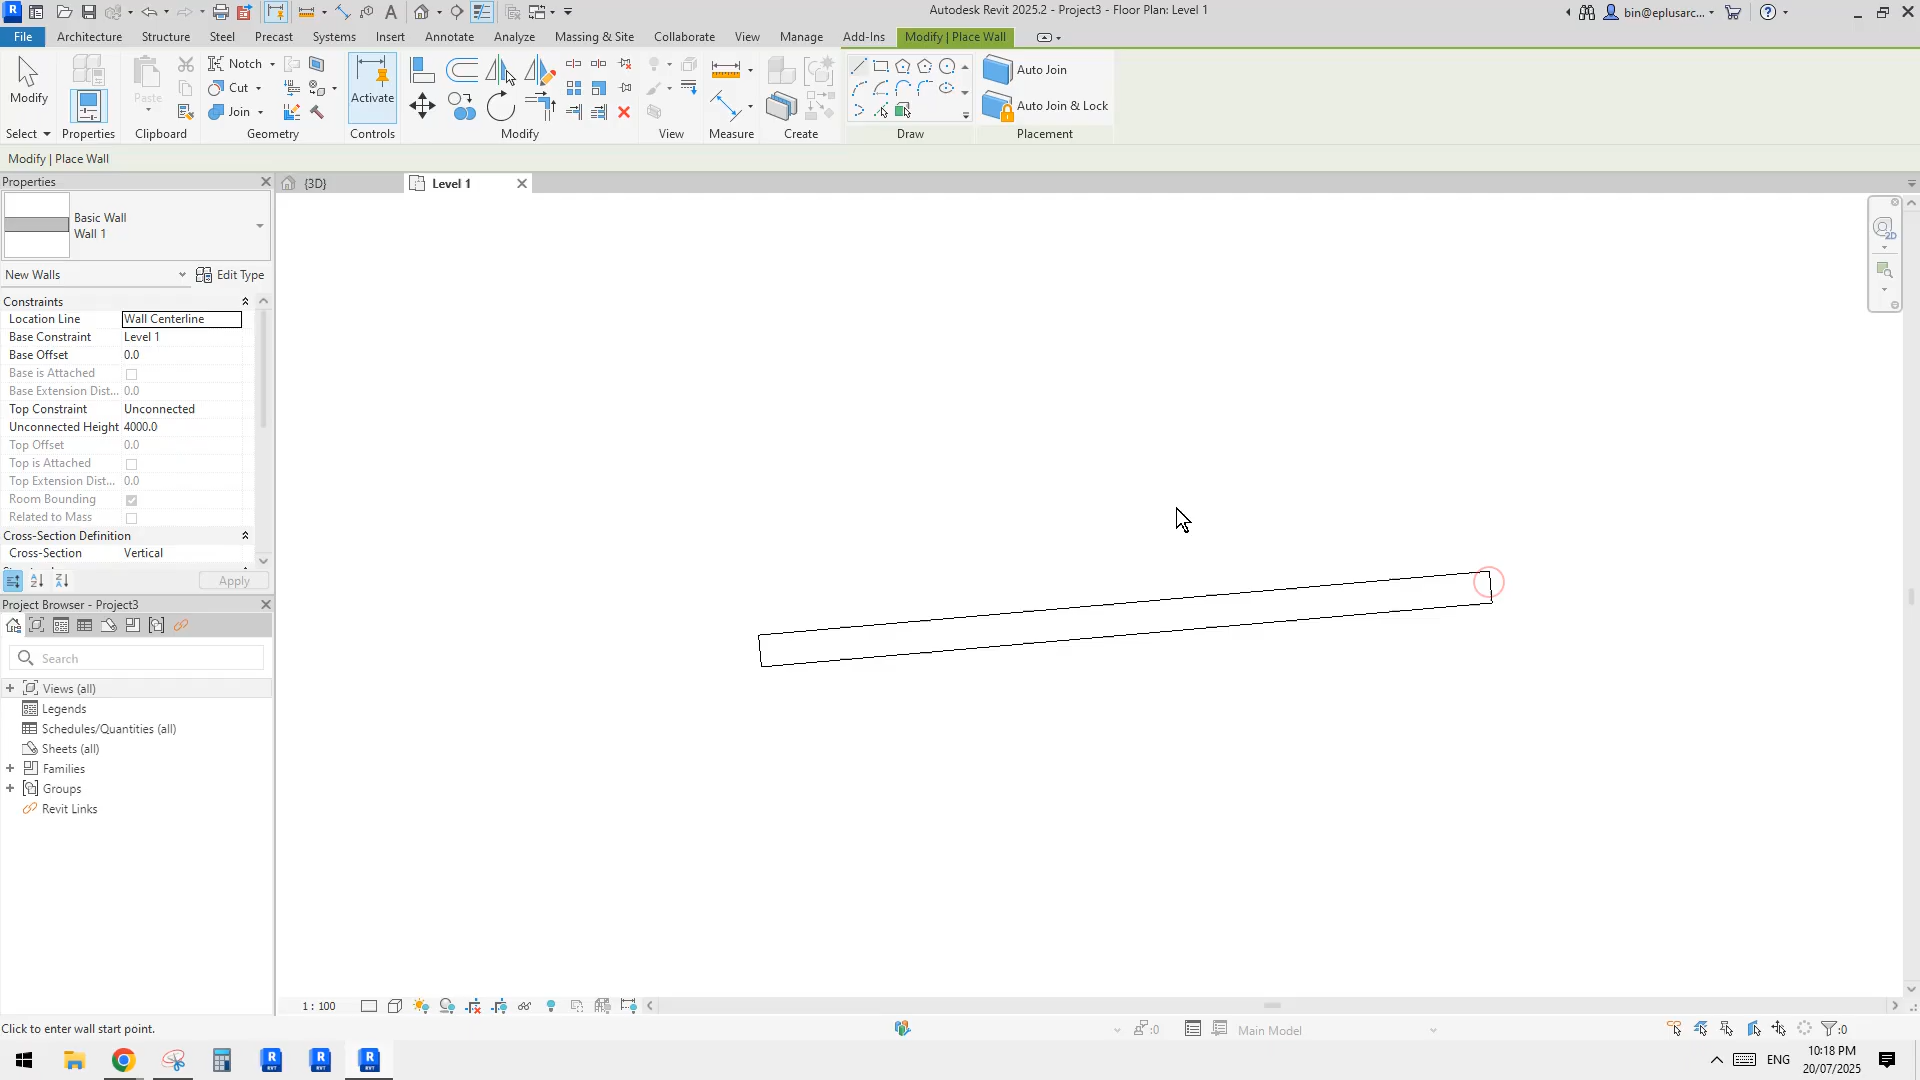 Autodesk Revit 2025.2 - Project3 - Floor Plan: Level 1
bin@eplusarc...
File Architecture Structure Steel Precast Systems Insert Annotate Analyze Massing & Site Collaborate View Manage Add-Ins Modify | Place Wall
Modify
Paste
Notch
Cut
Join
Activate
Auto Join
Auto Join & Lock
Select Properties Clipboard Geometry Controls Modify View Measure Create Draw Placement
Modify | Place Wall
Properties
{3D}
Level 1
Basic Wall
Wall 1
New Walls
Edit Type
Constraints
Location Line Wall Centerline
Base Constraint Level 1
Base Offset 0.0
Base is Attached
Base Extension Dist... 0.0
Top Constraint Unconnected
Unconnected Height 4000.0
Top Offset 0.0
Top is Attached
Top Extension Dist... 0.0
Room Bounding
Related to Mass
Cross-Section Definition
Cross-Section Vertical
Apply
Project Browser - Project3
Search
Views (all)
Legends
Schedules/Quantities (all)
Sheets (all)
Families
Groups
Revit Links
2D
1 : 100
Click to enter wall start point.
:0
Main Model
:0
ENG
10:18 PM
20/07/2025